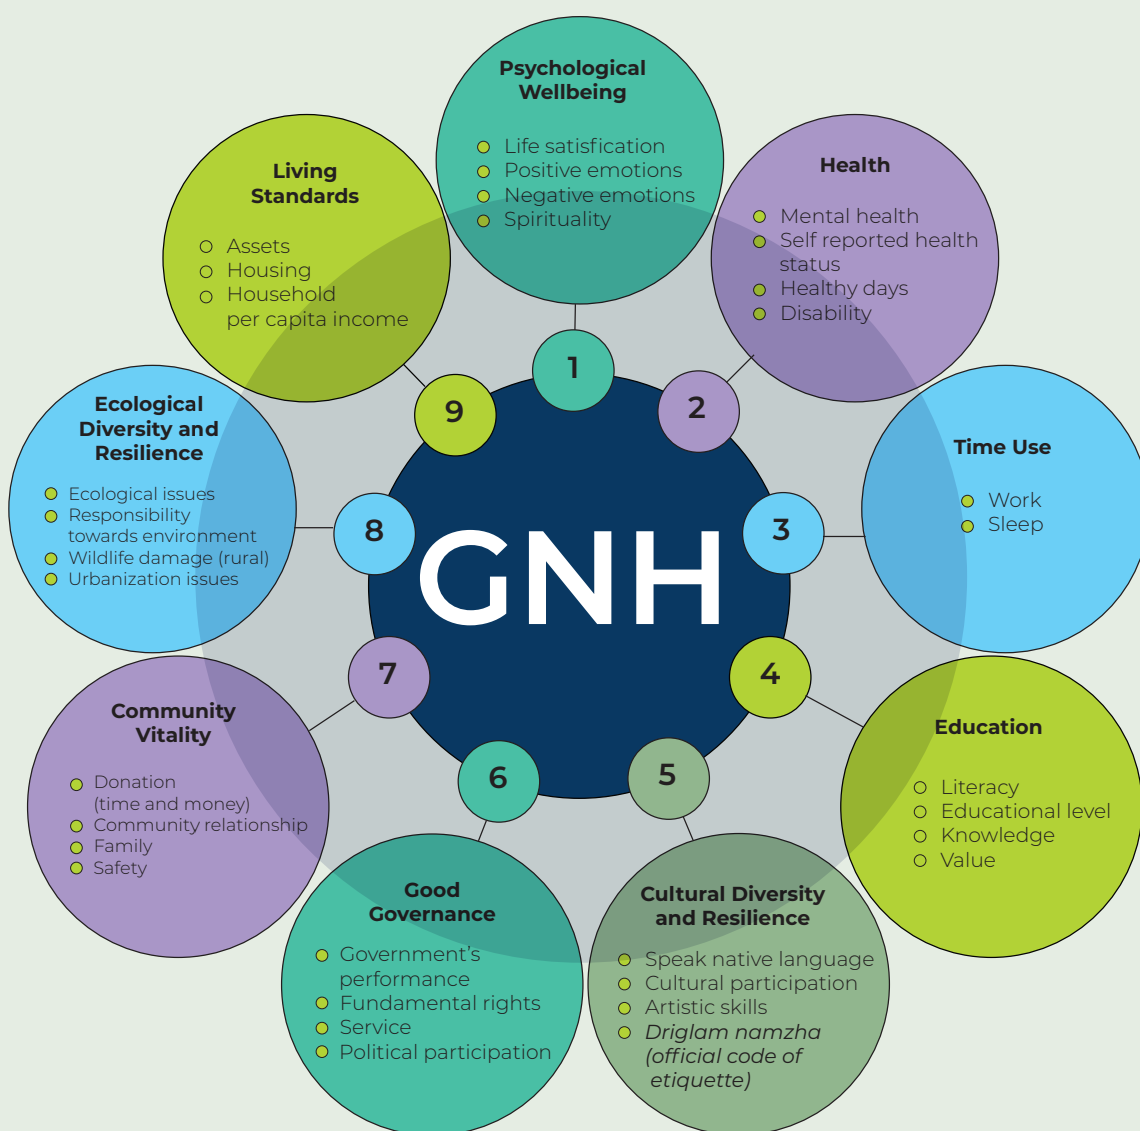 Psychological
Wellbeing
Life satisfication
Positive emotions
Negative emotions
Spirituality
Health
Mental health
Self reported health
status
Healthy days
Disability
Time Use
Work
Sleep
Education
Literacy
Educational level
Knowledge
Value
Cultural Diversity
and Resilience
Speak native language
Cultural participation
Artistic skills
Driglam namzha
(official code of
etiquette)
Good
Governance
Government's
performance
Fundamental rights
Service
Political participation
Community
Vitality
Donation
(time and money)
Community relationship
Family
Safety
Ecological
Diversity and
Resilience
Ecological issues
Responsibility
towards environment
Wildlife damage (rural)
Urbanization issues
Living
Standards
Assets
Housing
Household
per capita income
1
2
3
4
5
6
7
8
9
GNH